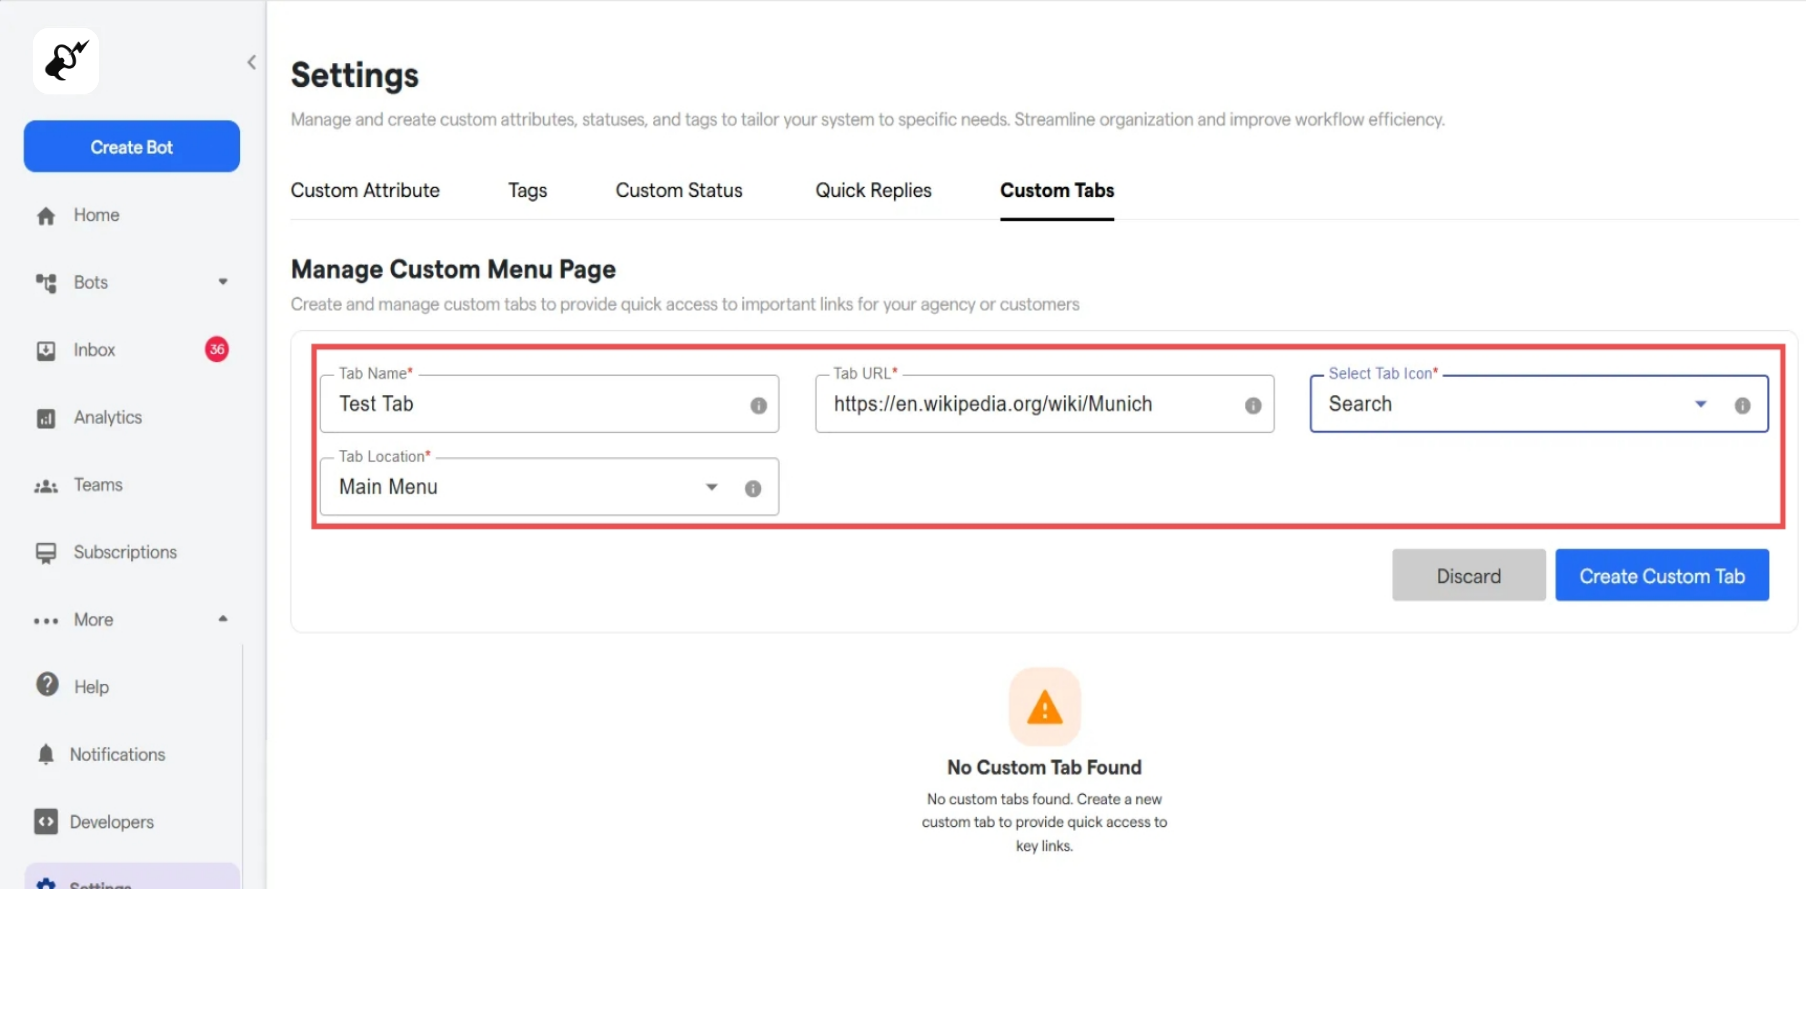 Settings
Manage and create custom attributes, statuses, and tags to tailor your system to specific needs. Streamline organization and improve workflow efficiency.
Create Bot
Home
Bots
Inbox
36
Analytics
Teams
Subscriptions
More
Help
Notifications
Developers
Settings
Custom Attribute
Tags
Custom Status
Quick Replies
Custom Tabs
Manage Custom Menu Page
Create and manage custom tabs to provide quick access to important links for your agency or customers
Tab Name*
Test Tab
Tab URL*
https://en.wikipedia.org/wiki/Munich
Select Tab Icon*
Search
Tab Location*
Main Menu
Discard
Create Custom Tab
No Custom Tab Found
No custom tabs found. Create a new
custom tab to provide quick access to
key links.